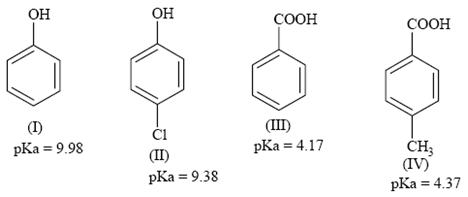 OH
(I)
pKa = 9.98
OH
Cl
(II)
pKa = 9.38
COOH
(III)
pKa = 4.17
COOH
CH3
(IV)
pKa = 4.37